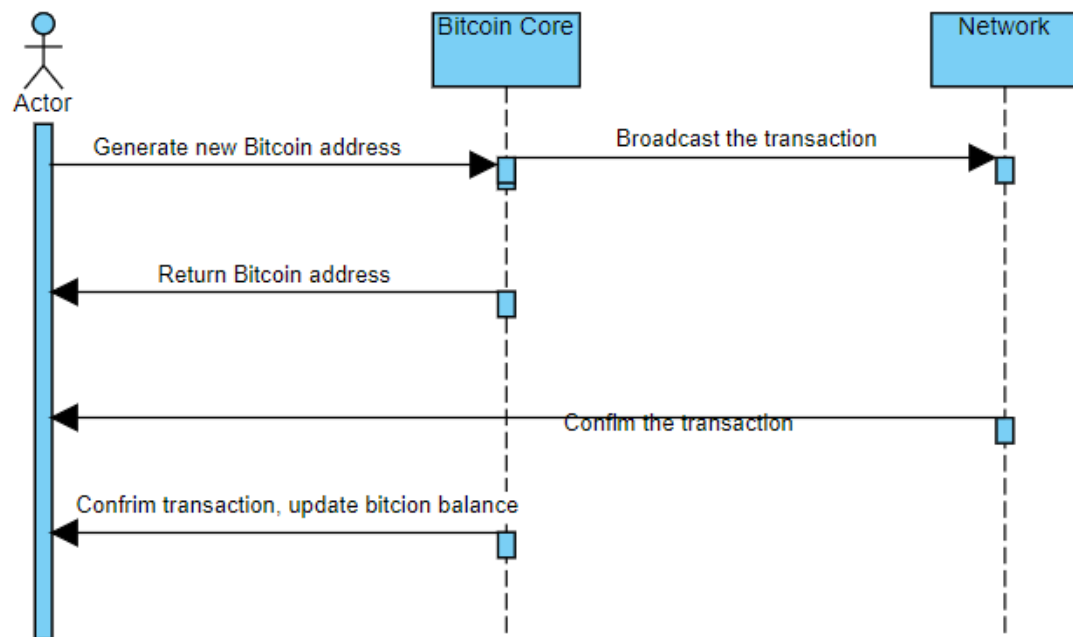 Bitcoin Core
Network
Actor
Generate new Bitcoin address
Broadcast the transaction
Return Bitcoin address
Confim the transaction
Confrim transaction, update bitcion balance